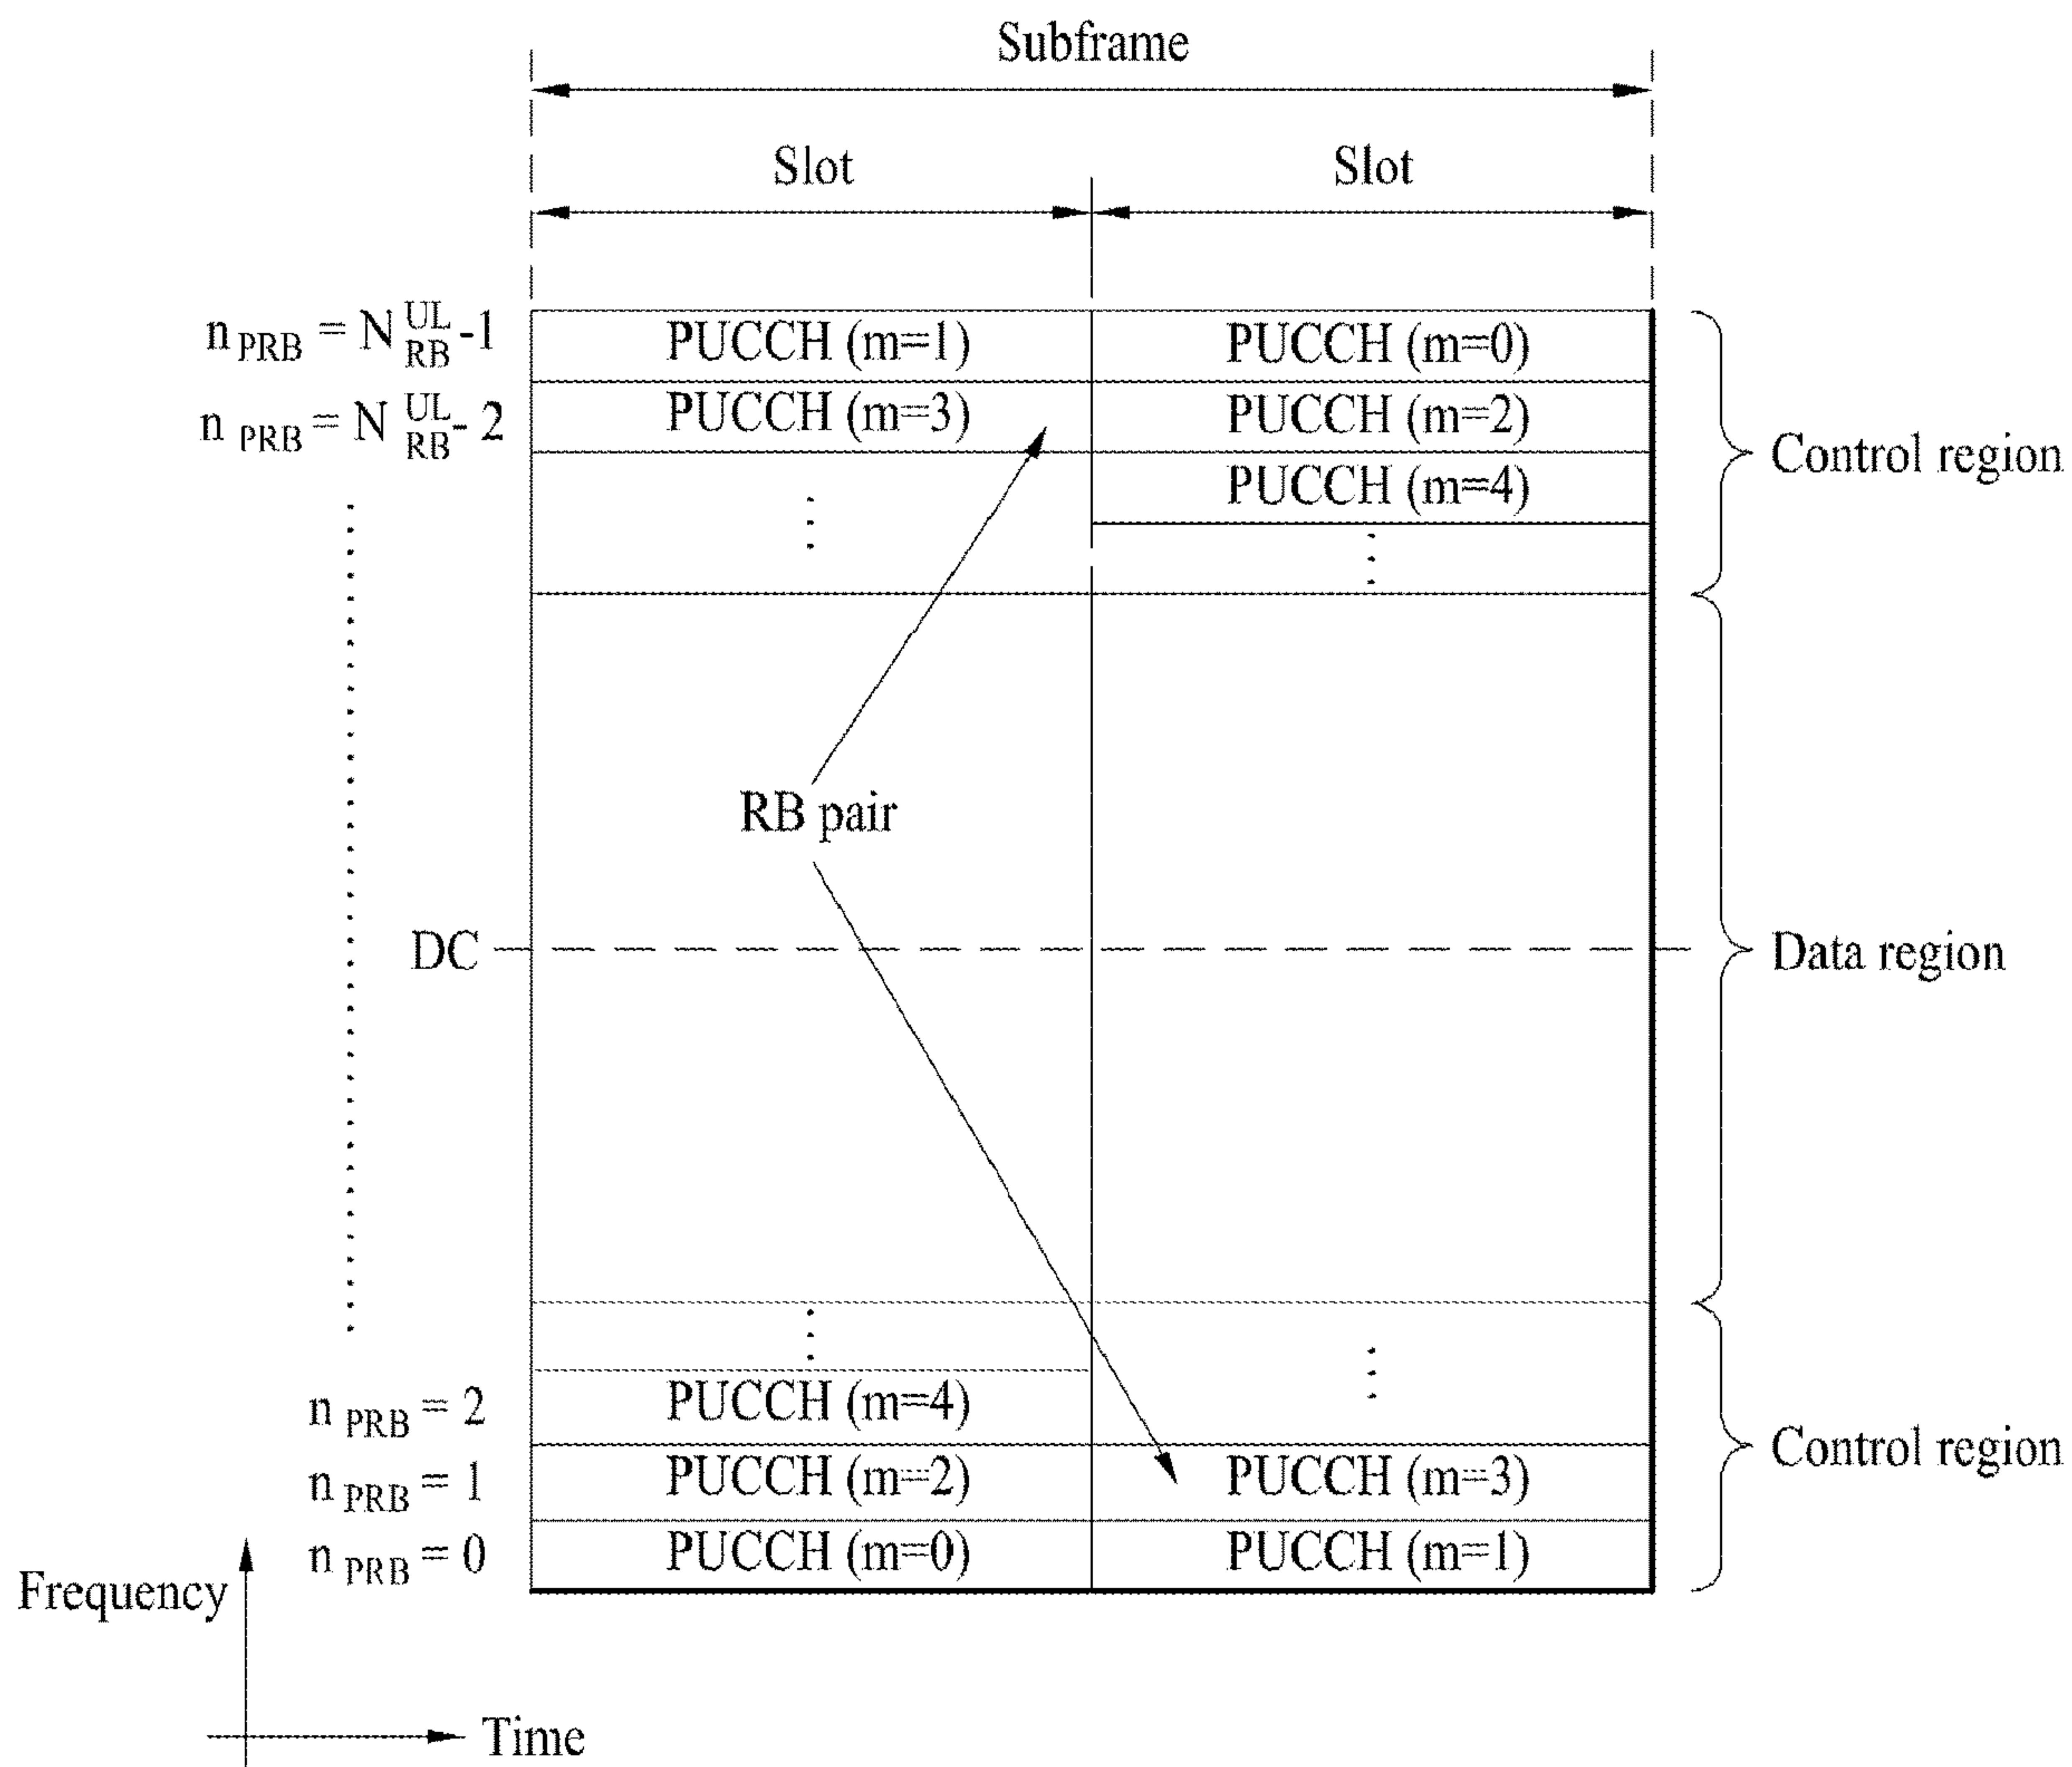 Subframe
Slot Slot
n PRB = N UL RB -1 PUCCH (m=1) PUCCH (m=0)
n PRB = N UL RB - 2 PUCCH (m=3) PUCCH (m=2)
Control region
PUCCH (m=4)
RB pair
DC
Data region
n PRB = 2 PUCCH (m=4)
Control region
n PRB = 1 PUCCH (m=2) PUCCH (m=3)
n PRB = 0 PUCCH (m=0) PUCCH (m=1)
Frequency
Time